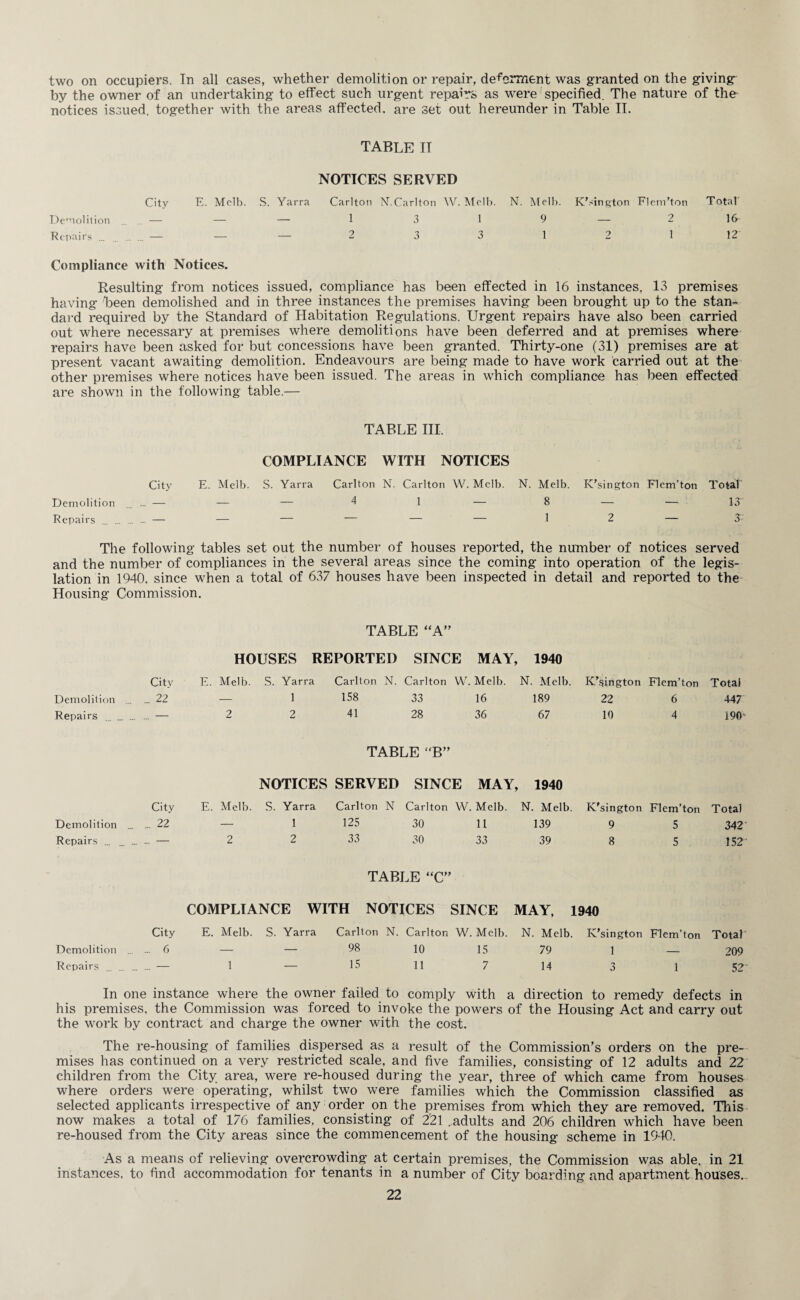 two on occupiers. In all cases, whether demolition or repair, deferment was granted on the giving
by the owner of an undertaking to effect such urgent repairs as were specified. The nature of the
notices issued, together with the areas affected, are set out hereunder in Table II.
TABLE II
NOTICES SERVED
City E. Melb. S. Yarra Carlton N. Carlton W. Melb. N. Melb. K'sington Flem'ton Total
Demolition ... — — — 1 3 1 9 — 2 16
Repairs ... ... — — — 2 3 3 1 2 1 12
Compliance with Notices.
Resulting from notices issued, compliance has been effected in 16 instances, 13 premises
having been demolished and in three instances the premises having been brought up to the stan-
dard required by the Standard of Habitation Regulations. Urgent repairs have also been carried
out where necessary at premises where demolitions have been deferred and at premises where
repairs have been asked for but concessions have been granted. Thirty-one (31) premises are at
present vacant awaiting demolition. Endeavours are being made to have work carried out at the
other premises where notices have been issued. The areas in which compliance has been effected
are shown in the following table.—
TABLE III.
COMPLIANCE WITH NOTICES
City E. Melb. S. Yarra Carlton N. Carlton W. Melb. N. Melb. K'sington Flem'ton Total
Demolition ... — — — 4 1 — 8 — — 13
Repairs ... ... — — — — — — 1 2 — 3
The following tables set out the number of houses reported, the number of notices served
and the number of compliances in the several areas since the coming into operation of the legis-
lation in 1940, since when a total of 637 houses have been inspected in detail and reported to the
Housing Commission.
TABLE "A"
HOUSES REPORTED SINCE MAY, 1940
City E. Melb. S. Yarra Carlton N. Carlton W. Melb. N. Melb. K'sington Flem'ton Total
Demolition ... 22 — 1 158 33 16 189 22 6 447
Repairs ... ... — 2 2 41 28 36 67 10 4 190
TABLE "B"
NOTICES SERVED SINCE MAY, 1940
City E. Melb. S. Yarra Carlton N Carlton W. Melb. N. Melb. K'sington Flem'ton Total
Demolition ... 22 — 1 125 30 11 139 9 5 342
Repairs ... ... — 2 2 33 30 33 39 8 5 152
TABLE "C"
COMPLIANCE WITH NOTICES SINCE MAY, 1940
City E. Melb. S. Yarra Carlton N. Carlton W. Melb. N. Melb. K'sington Flem'ton Total
Demolition ... 6 — — 98 10 15 79 1 — 209
Repairs ... ... — 1 — 15 11 7 14 3 1 52
In one instance where the owner failed to comply with a direction to remedy defects in
his premises, the Commission was forced to invoke the powers of the Housing Act and carry out
the work by contract and charge the owner with the cost.
The re-housing of families dispersed as a result of the Commission's orders on the pre-
mises has continued on a very restricted scale, and five families, consisting of 12 adults and 22
children from the City area, were re-housed during the year, three of which came from houses
where orders were operating, whilst two were families which the Commission classified as
selected applicants irrespective of any order on the premises from which they are removed. This
now makes a total of 176 families, consisting of 221 adults and 206 children which have been
re-housed from the City areas since the commencement of the housing scheme in 1940.
As a means of relieving overcrowding at certain premises, the Commission was able, in 21
instances, to find accommodation for tenants in a number of City boarding and apartment houses.
22